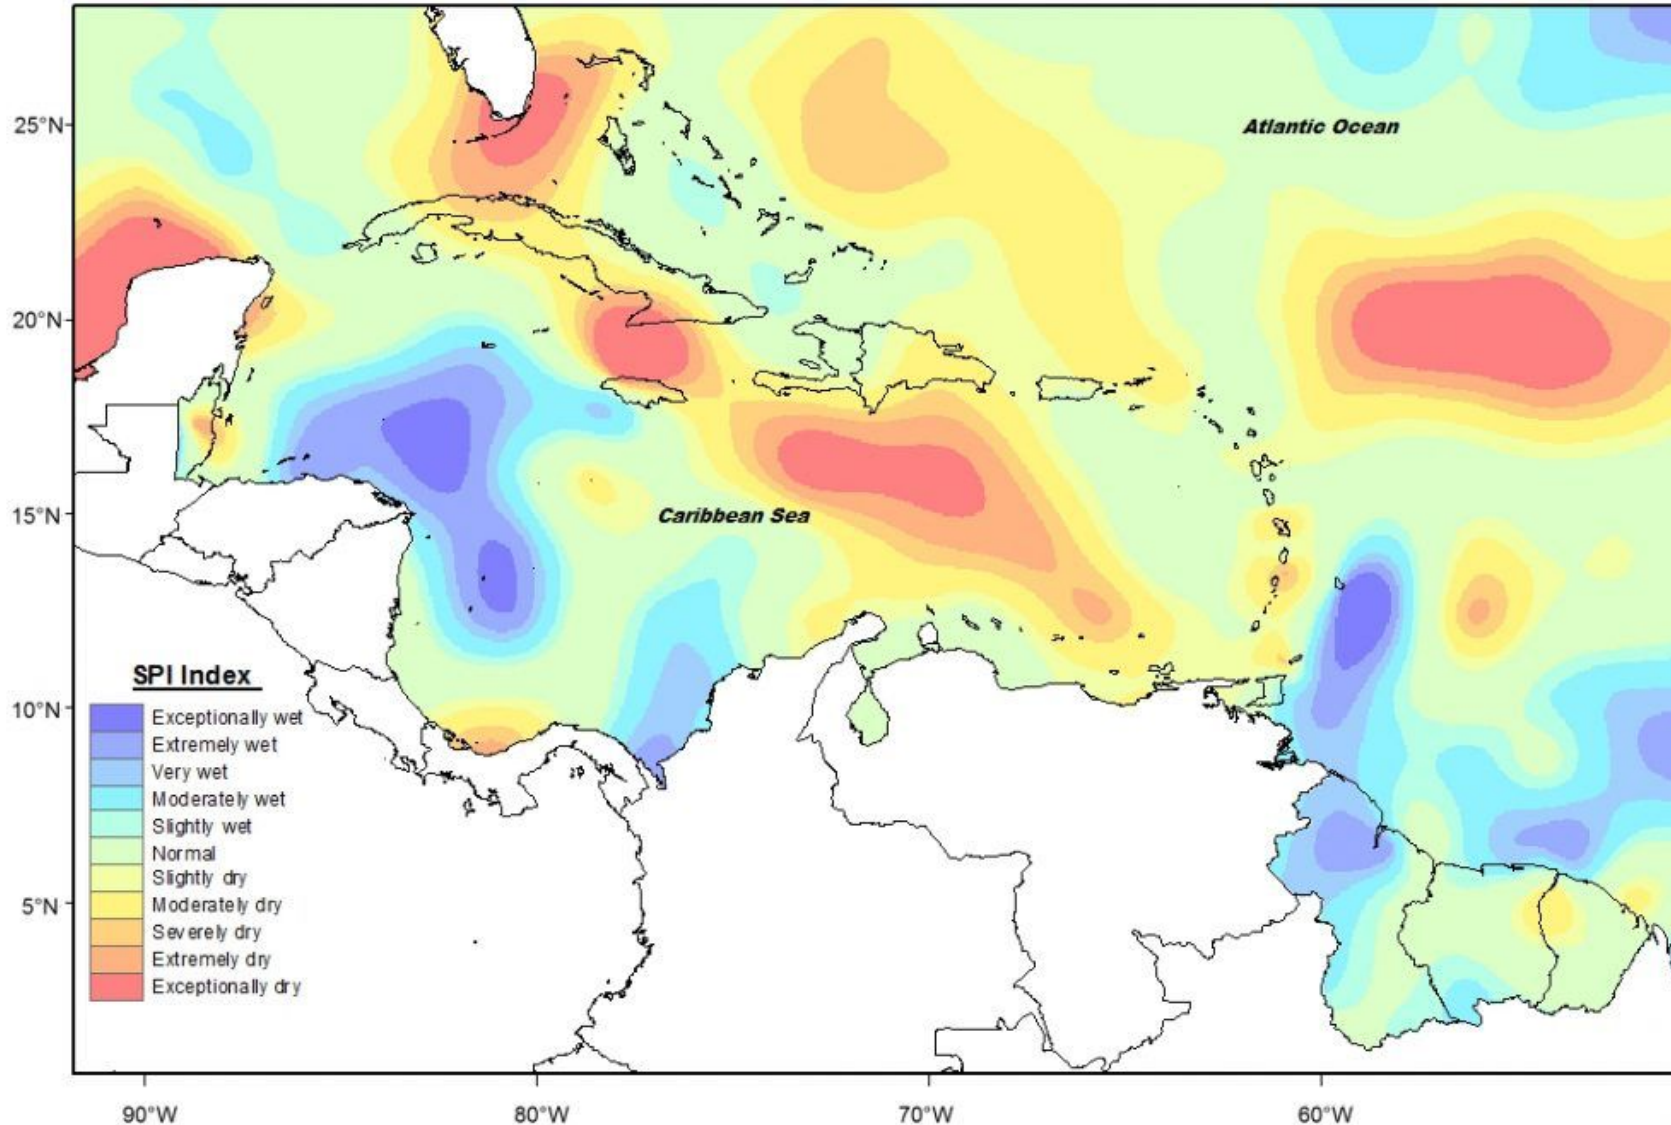 Atlantic Ocean
25°N
20°N
15°N
Caribbean Sea
SPI Index
10°N
Exceptionally wet
Extremely wet
Very wet
Moderately wet
Slightly wet
Normal
Slightly dry
5°N
Moderately dry
Severely dry
Extremely dry
Exceptionally dry
90°W 80°W 70°W 60°W